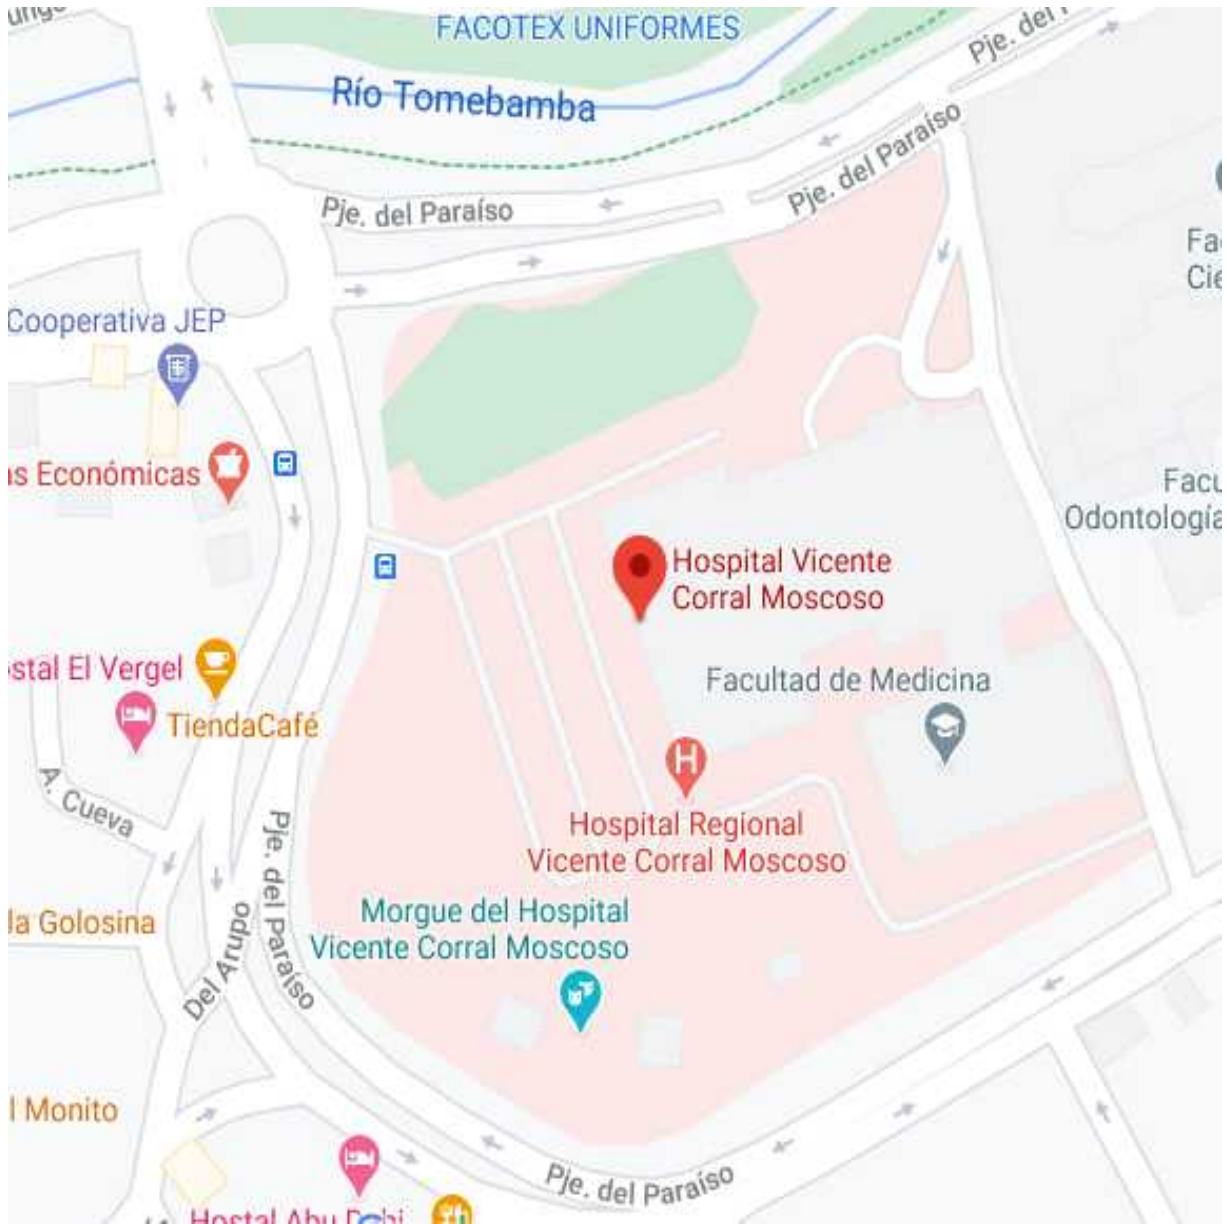 FACOTEX UNIFORMES
Pje. del
Río Tomebamba
Pje. del Paraíso
Pje. del Paraíso
Cooperativa JEP
as Económicas
Facu
Odontología
Hospital Vicente
Corral Moscoso
stal El Vergel
Facultad de Medicina
TiendaCafé
A. Cueva
Pje. del Paraíso
H
Hospital Regional
Vicente Corral Moscoso
Morgue del Hospital
Vicente Corral Moscoso
la Golosina
Del Arupo
l Monito
Pje. del Paraíso
Fa
Cie